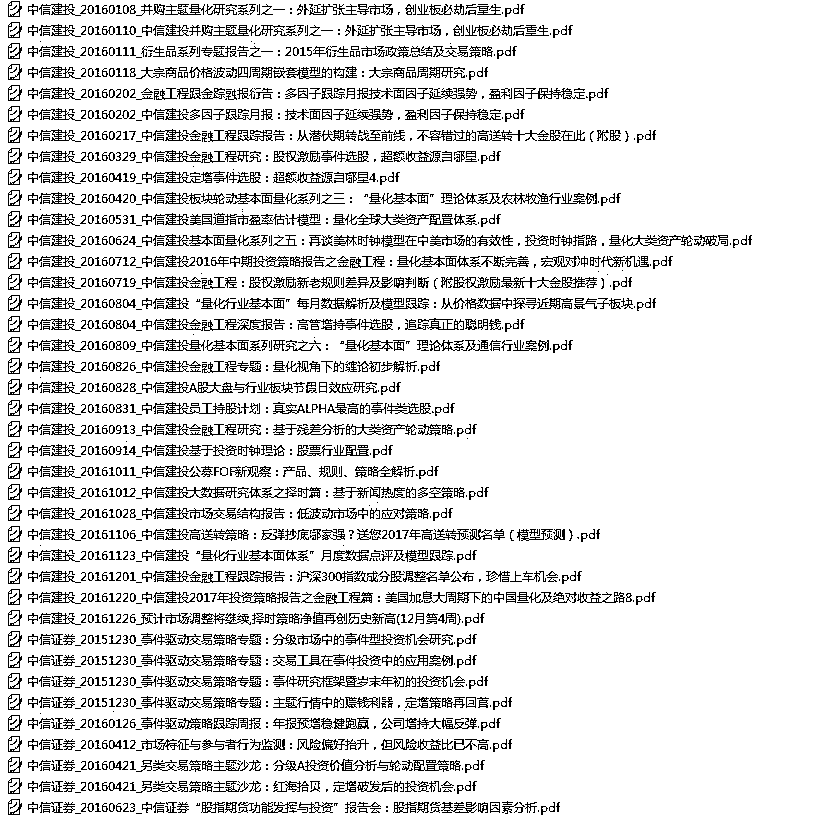 中信建投_20160108_并购主题量化研究系列之一：外延扩张主导市场，创业板必劫后重生.pdf
中信建投_20160110_中信建投并购主题量化研究系列之一：外延扩张主导市场，创业板必劫后重生.pdf
中信建投_20160111_衍生品系列专题报告之一：2015年衍生品市场政策总结及交易策略.pdf
中信建投_20160118_大宗商品价格波动四周期嵌套模型的构建：大宗商品周期研究.pdf
中信建投_20160202_金融工程跟金踪融报衍告：多因子跟踪月报技术面因子延续强势，盈利因子保持稳定.pdf
中信建投_20160202_中信建投多因子跟踪月报：技术面因子延续强势，盈利因子保持稳定.pdf
中信建投_20160217_中信建投金融工程跟踪报告：从潜伏期转战至前线，不容错过的高送转十大金股在此（附股）.pdf
中信建投_20160329_中信建投金融工程研究：股权激励事件选股，超额收益源自哪里.pdf
中信建投_20160419_中信建投定增事件选股：超额收益源自哪里4.pdf
中信建投_20160420_中信建投板块轮动基本面量化系列之三：“量化基本面”理论体系及农林牧渔行业案例.pdf
中信建投_20160531_中信建投美国道指市盈率估计模型：量化全球大类资产配置体系.pdf
中信建投_20160624_中信建投基本面量化系列之五：再谈美林时钟模型在中美市场的有效性，投资时钟指路，量化大类资产轮动破局.pdf
中信建投_20160712_中信建投2016年中期投资策略报告之金融工程：量化基本面体系不断完善，宏观对冲时代新机遇.pdf
中信建投_20160719_中信建投金融工程：股权激励新老规则差异及影响判断（附股权激励最新十大金股推荐）.pdf
中信建投_20160804_中信建投“量化行业基本面”每月数据解析及模型跟踪：从价格数据中探寻近期高景气子板块.pdf
中信建投_20160804_中信建投金融工程深度报告：高管增持事件选股，追踪真正的聪明钱.pdf
中信建投_20160809_中信建投量化基本面系列研究之六：“量化基本面”理论体系及通信行业案例.pdf
中信建投_20160826_中信建投金融工程专题：量化视角下的缠论初步解析.pdf
中信建投_20160828_中信建投A股大盘与行业板块节假日效应研究.pdf
中信建投_20160831_中信建投员工持股计划：真实ALPHA最高的事件类选股.pdf
中信建投_20160913_中信建投金融工程研究：基于残差分析的大类资产轮动策略.pdf
中信建投_20160914_中信建投基于投资时钟理论：股票行业配置.pdf
中信建投_20161011_中信建投公募FOF新观察：产品、规则、策略全解析.pdf
中信建投_20161012_中信建投大数据研究体系之择时篇：基于新闻热度的多空策略.pdf
中信建投_20161028_中信建投市场交易结构报告：低波动市场中的应对策略.pdf
中信建投_20161106_中信建投高送转策略：反弹抄底哪家强？送您2017年高送转预测名单（模型预测）.pdf
中信建投_20161123_中信建投“量化行业基本面体系”月度数据点评及模型跟踪.pdf
中信建投_20161201_中信建投金融工程跟踪报告：沪深300指数成分股调整名单公布，珍惜上车机会.pdf
中信建投_20161220_中信建投2017年投资策略报告之金融工程篇：美国加息大周期下的中国量化及绝对收益之路8.pdf
中信建投_20161226_预计市场调整将继续,择时策略净值再创历史新高(12月第4周).pdf
中信证券_20151230_事件驱动交易策略专题：分级市场中的事件型投资机会研究.pdf
中信证券_20151230_事件驱动交易策略专题：交易工具在事件投资中的应用案例.pdf
中信证券_20151230_事件驱动交易策略专题：事件研究框架暨岁末年初的投资机会.pdf
中信证券_20151230_事件驱动交易策略专题：主题行情中的赚钱利器，定增策略再回首.pdf
中信证券_20160126_事件驱动策略跟踪周报：年报预增稳健跑赢，公司增持大幅反弹.pdf
中信证券_20160412_市场特征与参与者行为监测：风险偏好抬升，但风险收益比已不高.pdf
中信证券_20160421_另类交易策略主题沙龙：分级A投资价值分析与轮动配置策略.pdf
中信证券_20160421_另类交易策略主题沙龙：红海拾贝，定增破发后的投资机会.pdf
中信证券_20160623_中信证券“股指期货功能发挥与投资”报告会：股指期货基差影响因素分析.pdf